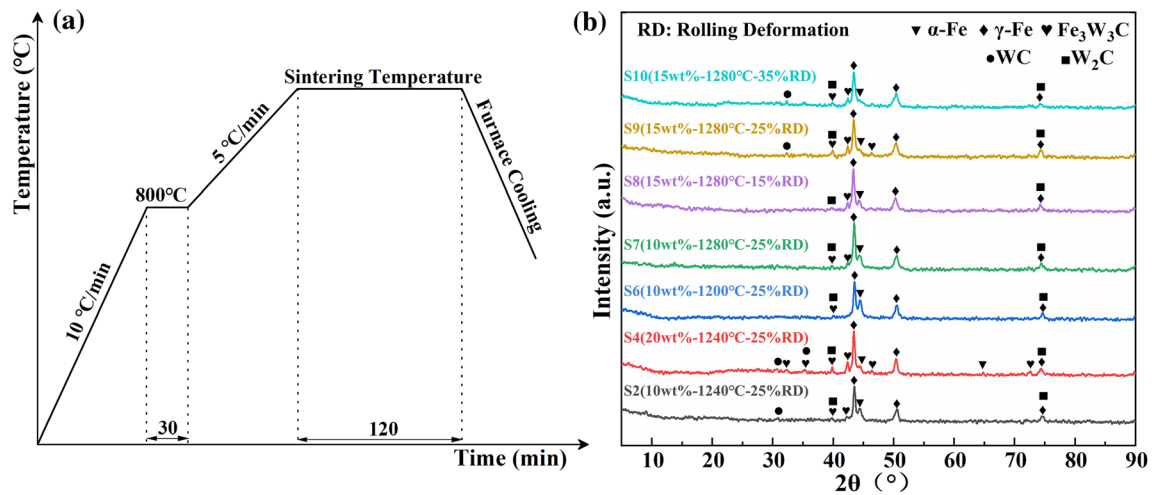 (a)
Temperature (℃)
10 ℃/min
800℃
5 ℃/min
Sintering Temperature
Furnace Cooling
30
120
Time (min)
(b)
RD: Rolling Deformation
α-Fe
γ-Fe
Fe₃W₃C
WC
W₂C
S10(15wt%-1280℃-35%RD)
S9(15wt%-1280℃-25%RD)
S8(15wt%-1280℃-15%RD)
S7(10wt%-1280℃-25%RD)
S6(10wt%-1200℃-25%RD)
S4(20wt%-1240℃-25%RD)
S2(10wt%-1240℃-25%RD)
Intensity (a.u.)
10 20 30 40 50 60 70 80 90
2θ （°）